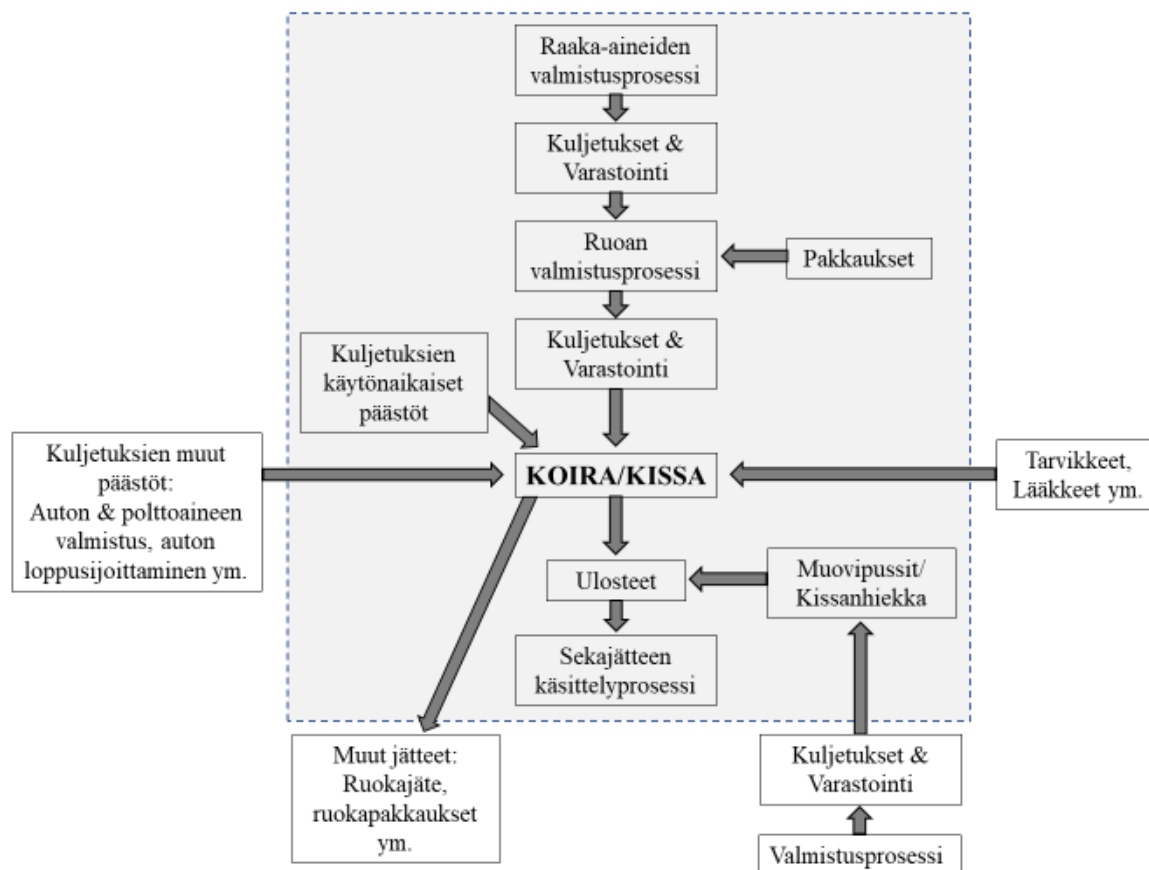 Raaka-aineiden
valmistusprosessi
Kuljetukset &
Varastointi
Ruoan
valmistusprosessi
Pakkaukset
Kuljetukset &
Varastointi
Kuljetuksien
käytönaikaiset
päästöt
Kuljetuksien muut
päästöt:
Auton & polttoaineen
valmistus, auton
loppusijoittaminen ym.
KOIRA/KISSA
Tarvikkeet,
Lääkkeet ym.
Ulosteet
Muovipussit/
Kissanhiekka
Sekajätteen
käsittelyprosessi
Muut jätteet:
Ruokajäte,
ruokapakkaukset
ym.
Kuljetukset &
Varastointi
Valmistusprosessi